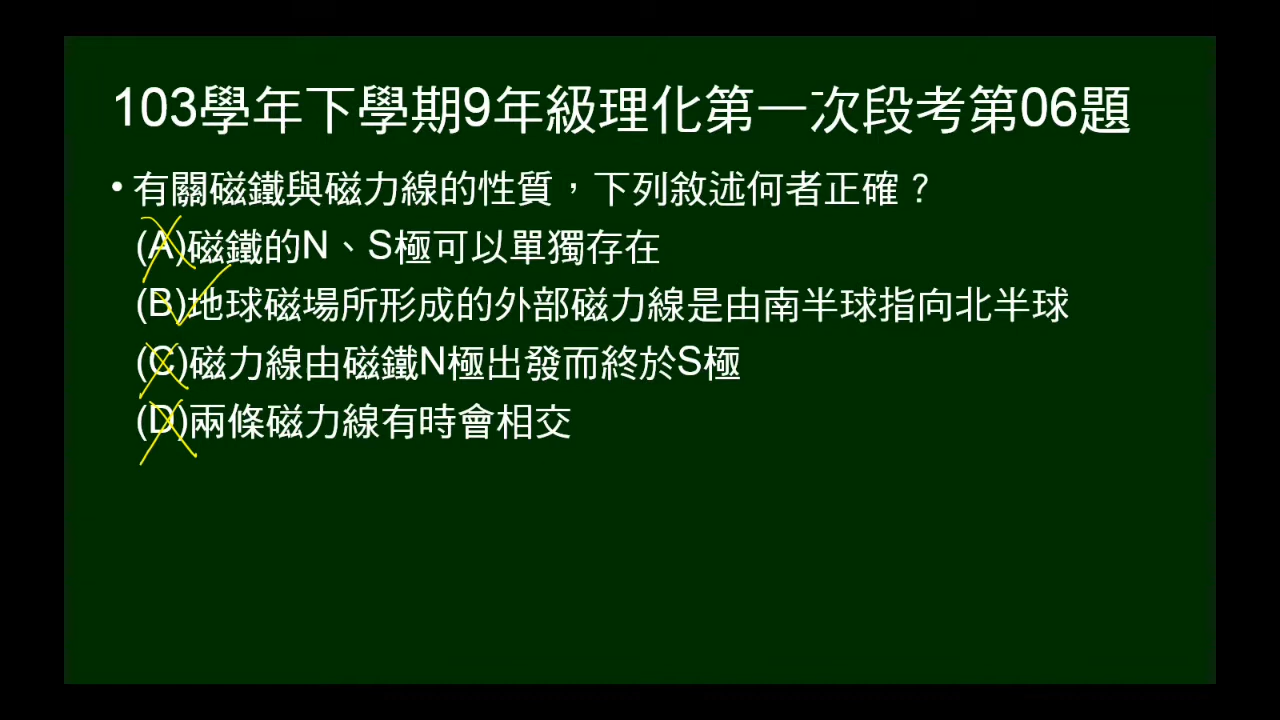 103學年下學期9年級理化第一次段考第06題
•有關磁鐵與磁力線的性質，下列敘述何者正確？
(A)磁鐵的N、S極可以單獨存在
(B)地球磁場所形成的外部磁力線是由南半球指向北半球
(C)磁力線由磁鐵N極出發而終於S極
(D)兩條磁力線有時會相交